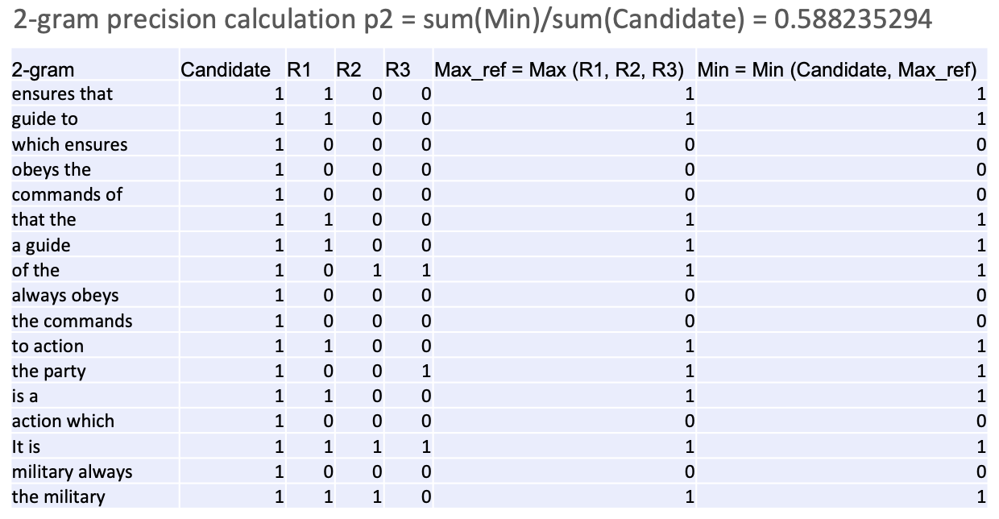 2-gram precision calculation p2 = sum(Min)/sum(Candidate) = 0.588235294
2-gram Candidate R1 R2 R3 Max_ref = Max (R1, R2, R3) Min = Min (Candidate, Max_ref)
ensures that 1 1 0 0 1 1
guide to 1 1 0 0 1 1
which ensures 1 0 0 0 0 0
obeys the 1 0 0 0 0 0
commands of 1 0 0 0 0 0
that the 1 1 0 0 1 1
a guide 1 1 0 0 1 1
of the 1 0 1 1 1 1
always obeys 1 0 0 0 0 0
the commands 1 0 0 0 0 0
to action 1 1 0 0 1 1
the party 1 0 0 1 1 1
is a 1 1 0 0 1 1
action which 1 0 0 0 0 0
It is 1 1 1 1 1 1
military always 1 0 0 0 0 0
the military 1 1 1 0 1 1